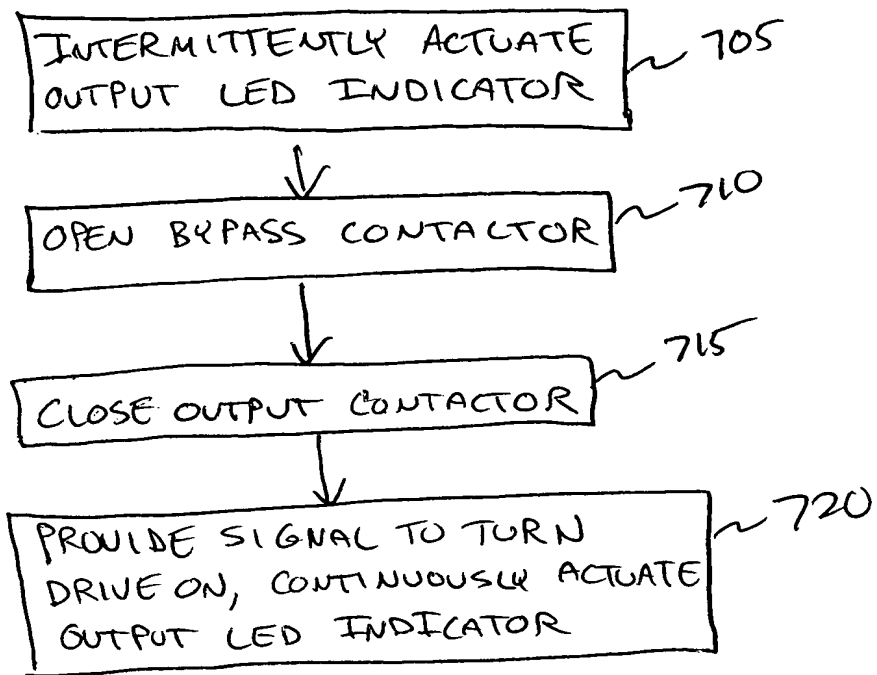 INTERMITTENTLY ACTUATE
OUTPUT LED INDICATOR
705
OPEN BYPASS CONTACTOR
710
CLOSE OUTPUT CONTACTOR
715
PROVIDE SIGNAL TO TURN
DRIVE ON, CONTINUOUSLY ACTUATE
OUTPUT LED INDICATOR
720